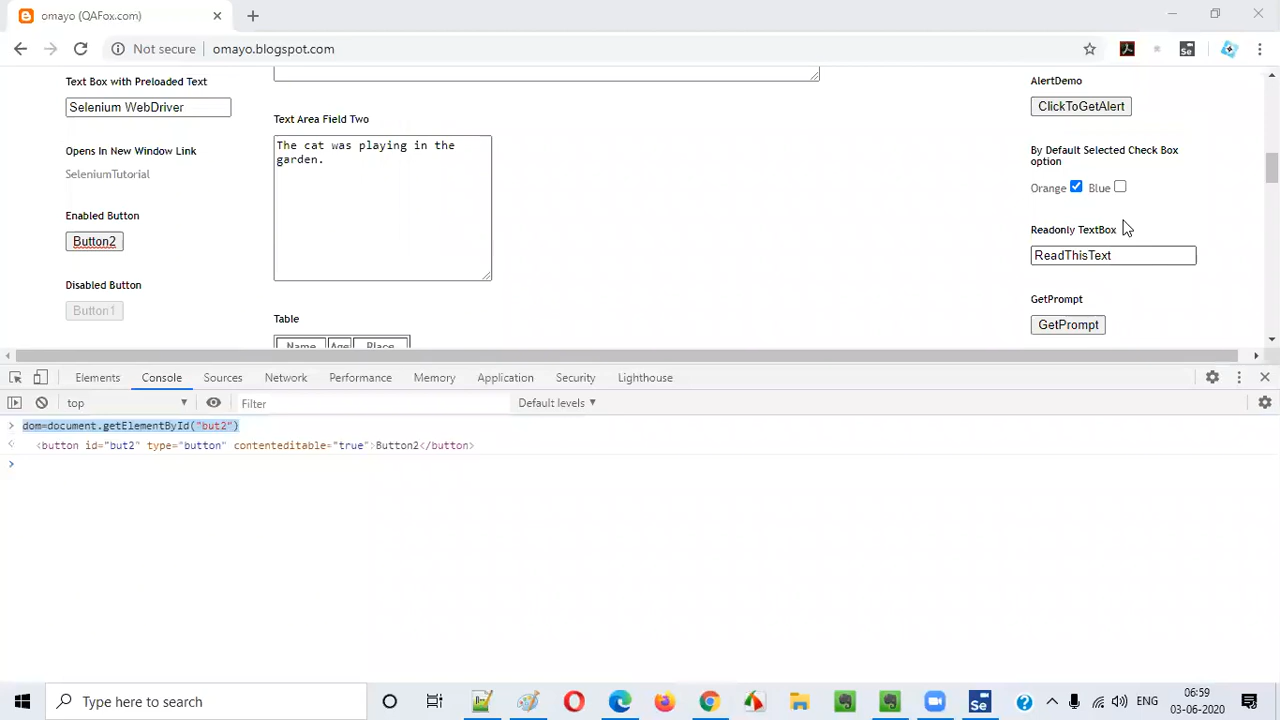 omayo (QAFox.com)
Not secure
omayo.blogspot.com
Text Box with Preloaded Text
Selenium WebDriver
Opens In New Window Link
SeleniumTutorial
Enabled Button
Button2
Disabled Button
Button1
Text Area Field Two
The cat was playing in the
garden.
Table
Name Age Place
AlertDemo
ClickToGetAlert
By Default Selected Check Box
option
Orange Blue
Readonly TextBox
ReadThisText
GetPrompt
GetPrompt
Elements Console Sources Network Performance Memory Application Security Lighthouse
top Filter Default levels
dom=document.getElementById("but2")
<button id="but2" type="button" contenteditable="true">Button2</button>
Type here to search
Se
ENG
06:59
03-06-2020